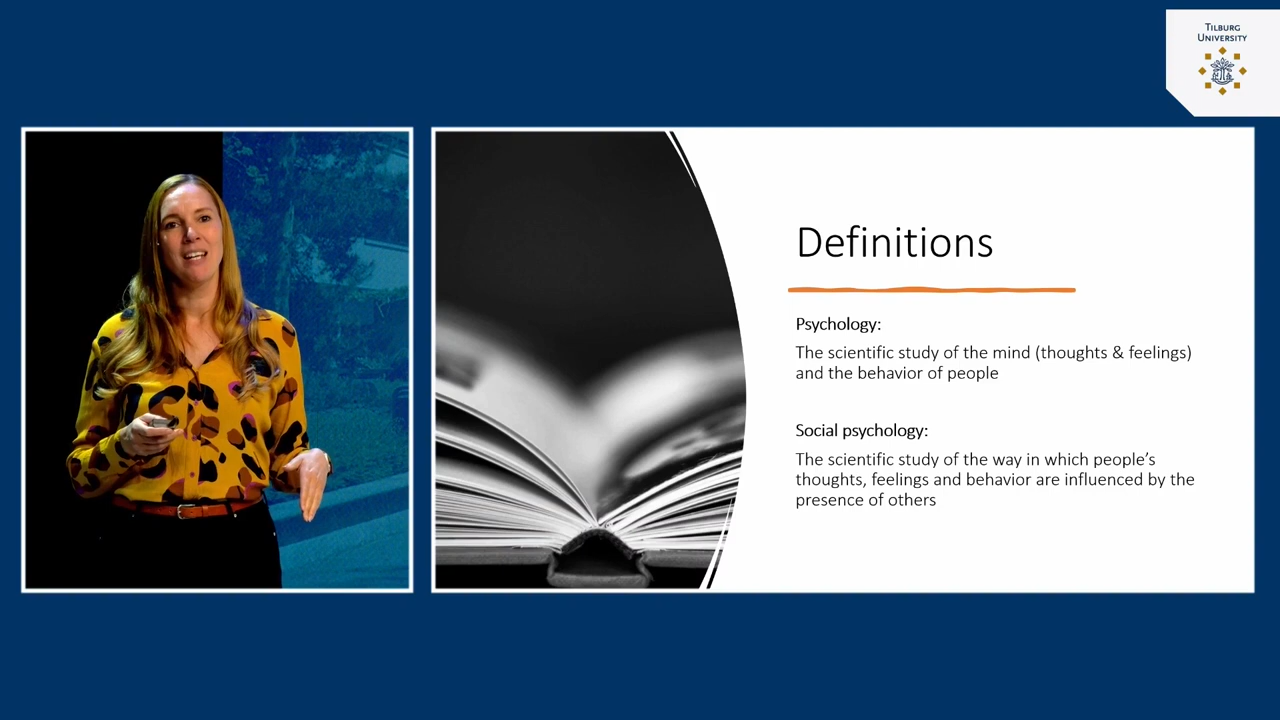 TILBURG
UNIVERSITY
Definitions
Psychology:
The scientific study of the mind (thoughts & feelings)
and the behavior of people
Social psychology:
The scientific study of the way in which people’s
thoughts, feelings and behavior are influenced by the
presence of others